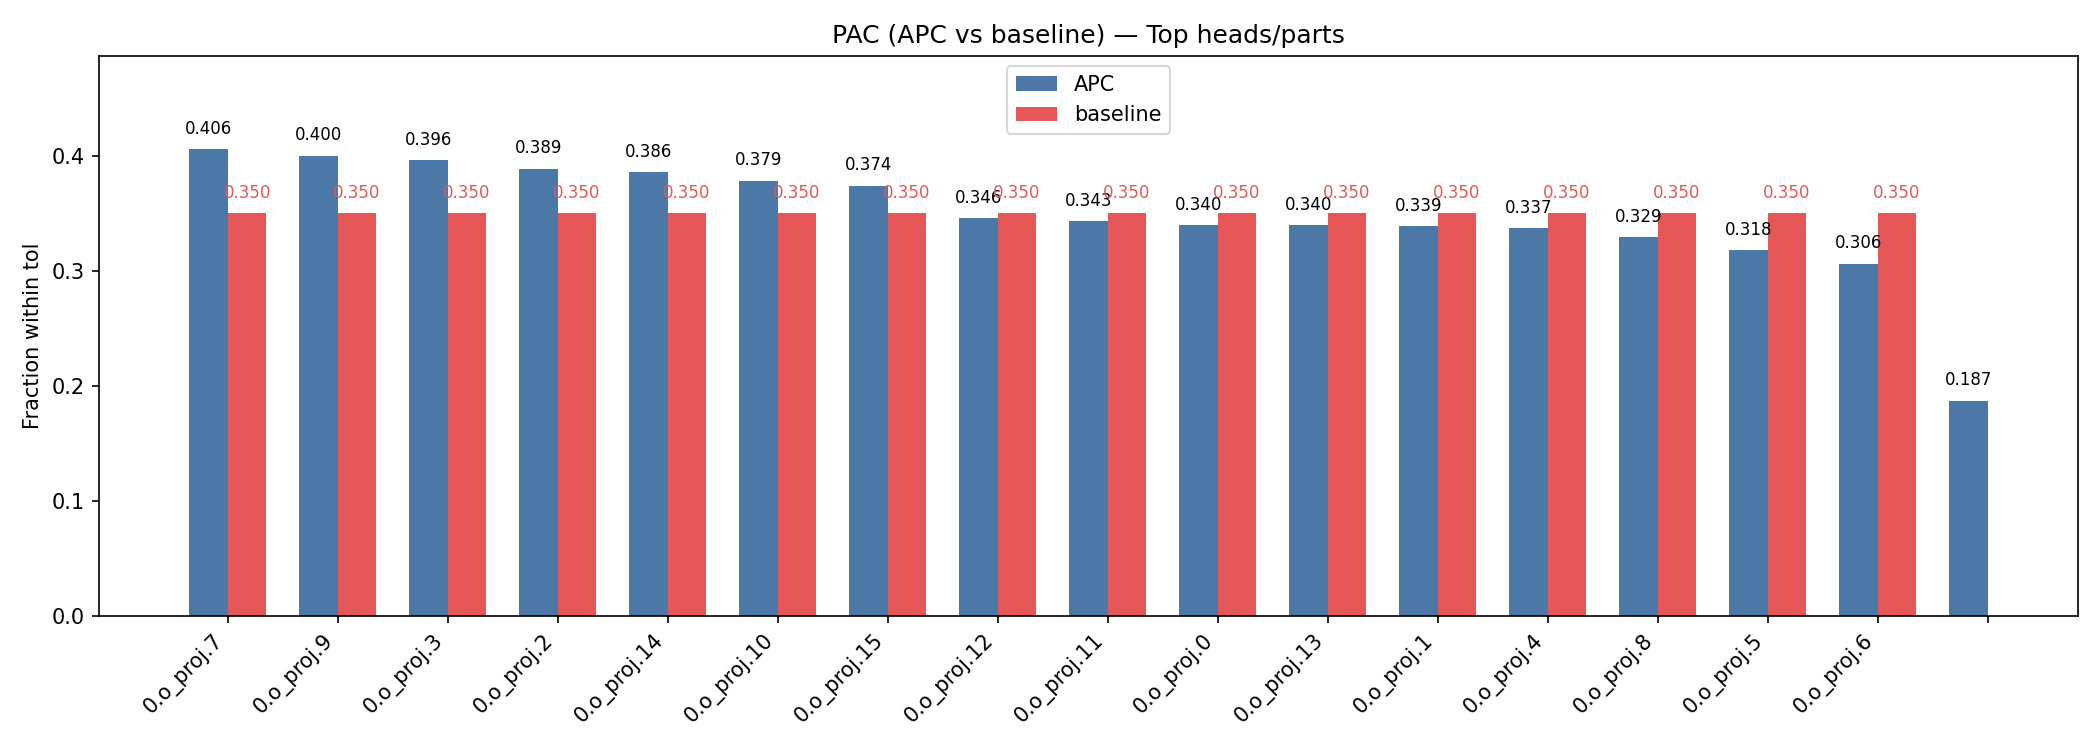 PAC (APC vs baseline) — Top heads/parts
APC
baseline
Fraction within tol
0.4
0.3
0.2
0.1
0.0
0.406
0.350
0.400
0.350
0.396
0.350
0.389
0.350
0.386
0.350
0.379
0.350
0.374
0.350
0.346
0.350
0.343
0.350
0.340
0.350
0.340
0.350
0.339
0.350
0.337
0.350
0.329
0.350
0.318
0.350
0.306
0.350
0.187
0.o_proj.7
0.o_proj.9
0.o_proj.3
0.o_proj.2
0.o_proj.14
0.o_proj.10
0.o_proj.15
0.o_proj.12
0.o_proj.11
0.o_proj.0
0.o_proj.13
0.o_proj.1
0.o_proj.4
0.o_proj.8
0.o_proj.5
0.o_proj.6